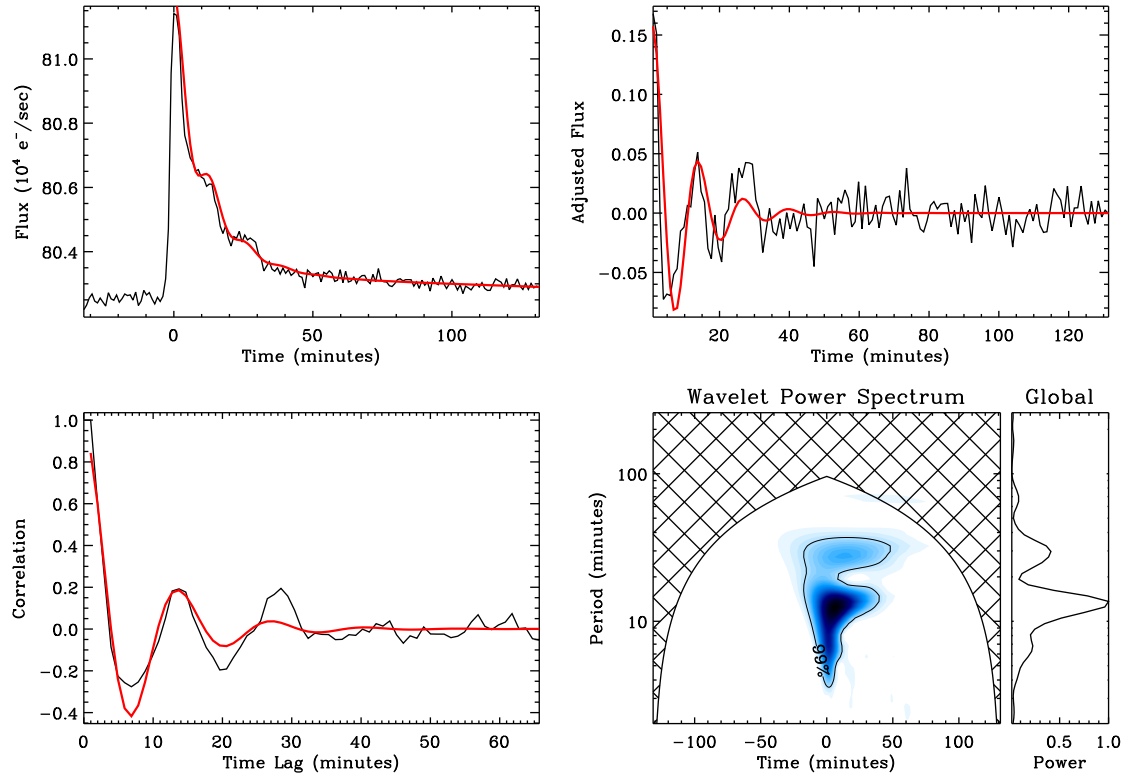 81.0
80.8
80.6
80.4
Flux (10⁴ e⁻/sec)
0 50 100
Time (minutes)
0.15
0.10
0.05
0.00
−0.05
Adjusted Flux
20 40 60 80 100 120
Time (minutes)
1.0
0.8
0.6
0.4
0.2
0.0
−0.2
−0.4
Correlation
0 10 20 30 40 50 60
Time Lag (minutes)
Wavelet Power Spectrum Global
100
10
Period (minutes)
99%
−100 −50 0 50 100
Time (minutes)
0.5 1.0
Power